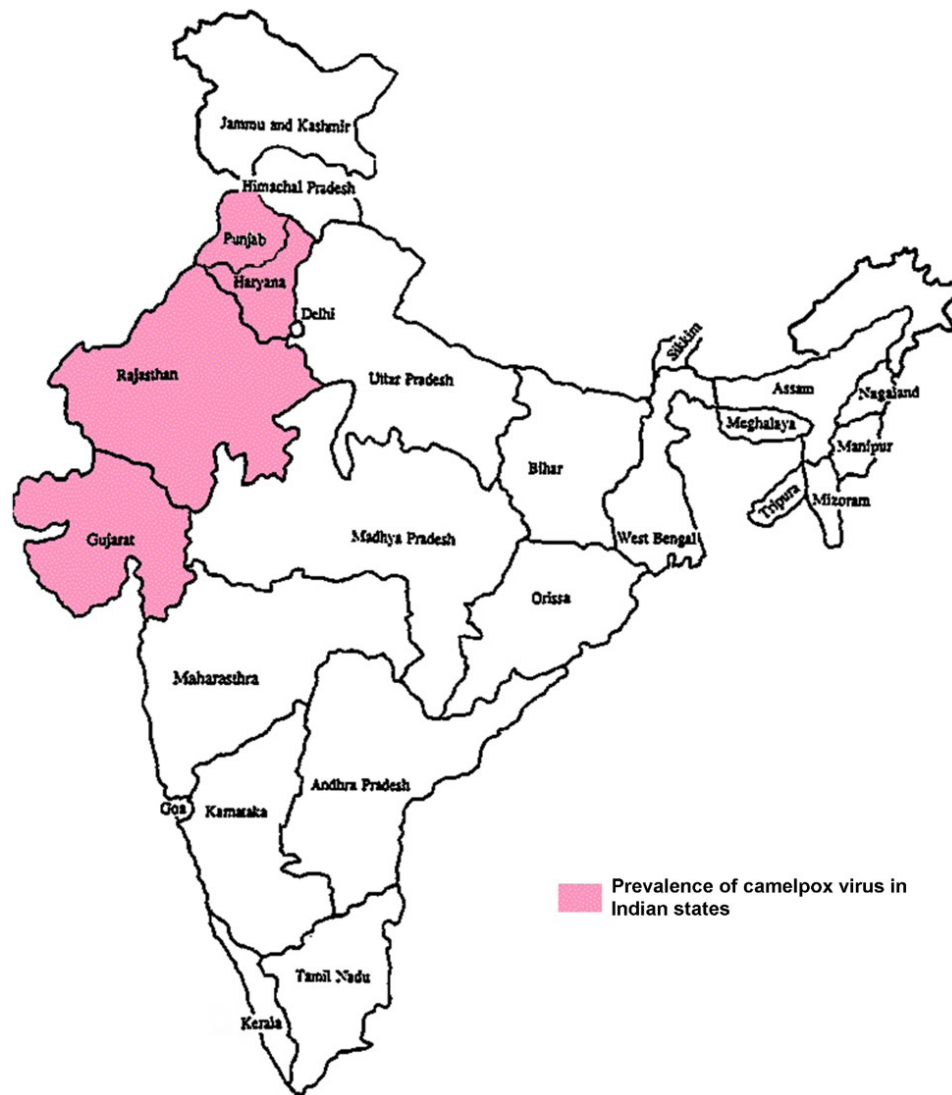 Jammu and Kashmir
Himachal Pradesh
Punjab
Haryana
Delhi
Rajasthan
Uttar Pradesh
Sikkim
Assam
Nagaland
Meghalaya
Manipur
Bihar
Tripura
Mizoram
Gujarat
Madhya Pradesh
West Bengal
Orissa
Maharasthra
Andhra Pradesh
Goa
Karnataka
Prevalence of camelpox virus in
Indian states
Tamil Nadu
Kerala